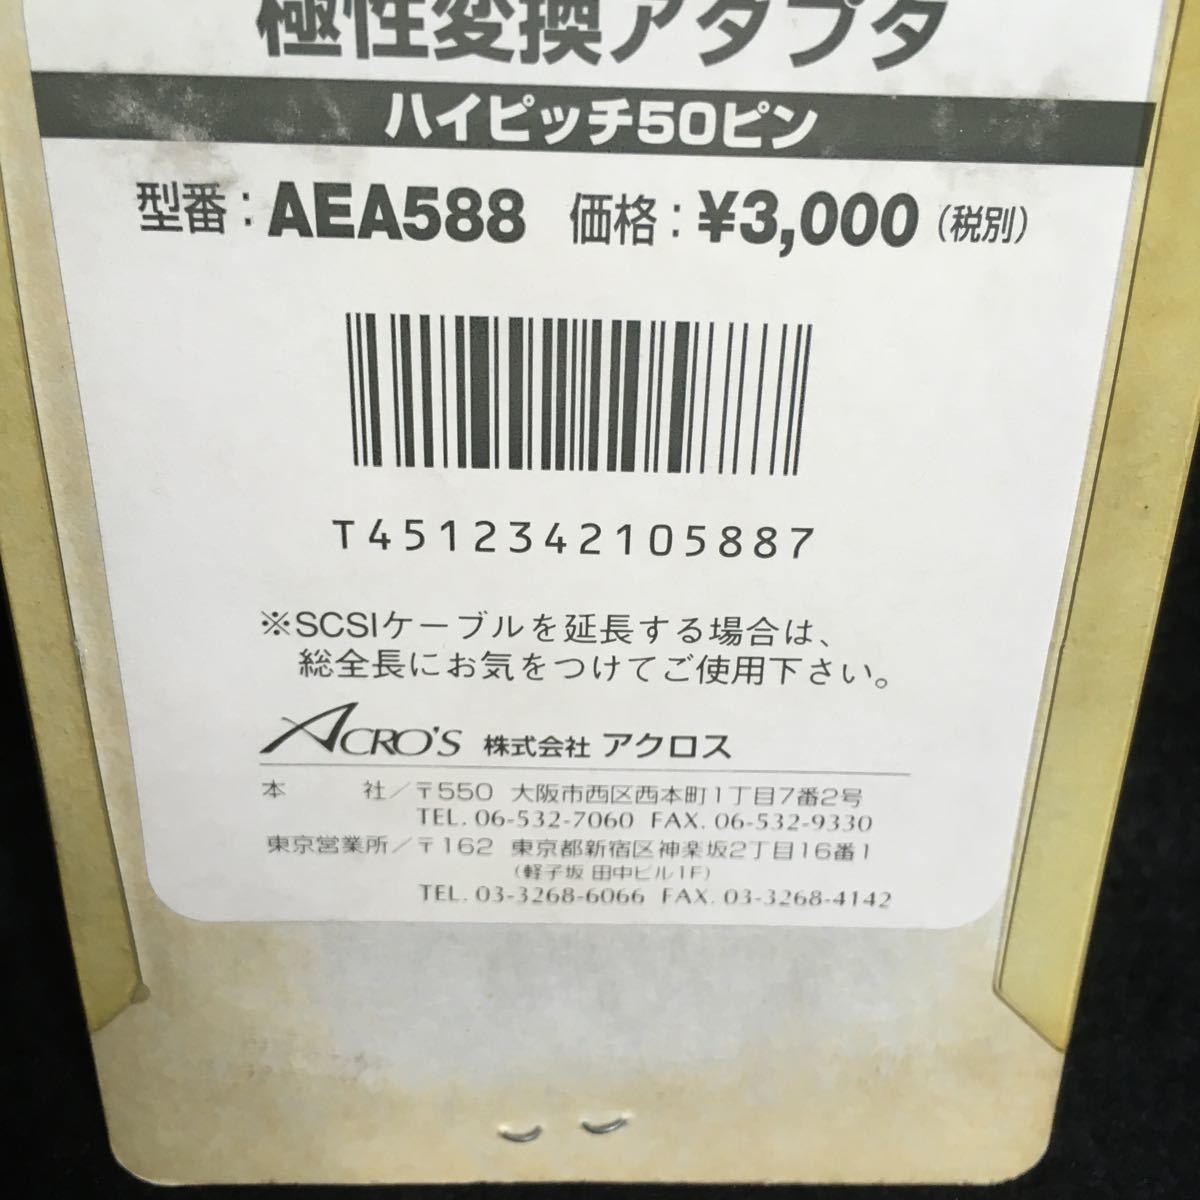 極性変換アダプタ
ハイピッチ50ピン
型番：AEA588 価格：¥3,000（税別）
T4512342105887
※SCSIケーブルを延長する場合は、
総全長にお気をつけてご使用下さい。
ACRO'S 株式会社 アクロス
本 社／〒550 大阪市西区西本町1丁目7番2号
TEL. 06-532-7060 FAX. 06-532-9330
東京営業所／〒162 東京都新宿区神楽坂2丁目16番1
（軽子坂 田中ビル1F）
TEL. 03-3268-6066 FAX. 03-3268-4142